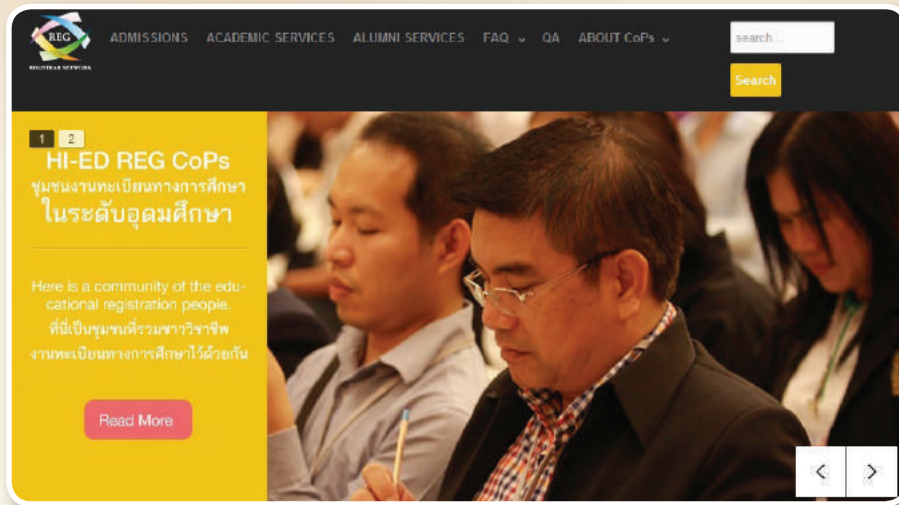 REG
REGISTRAR NETWORK
ADMISSIONS ACADEMIC SERVICES ALUMNI SERVICES FAQ QA ABOUT CoPs
search...
Search
1 2
HI-ED REG CoPs
ชุมชนงานทะเบียนทางการศึกษา
ในระดับอุดมศึกษา
Here is a community of the edu-
cational registration people.
ที่นี่เป็นชุมชนที่รวมชาววิชาชีพ
งานทะเบียนทางการศึกษาไว้ด้วยกัน
Read More